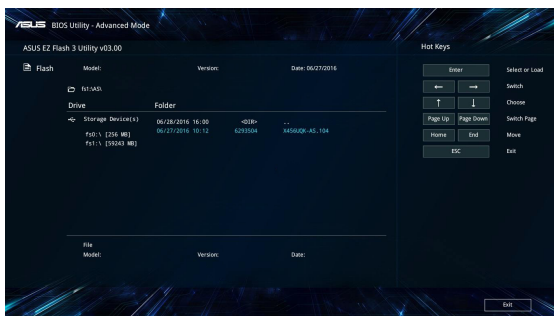 ASUS BIOS Utility - Advanced Mode
ASUS EZ Flash 3 Utility v03.00
Hot Keys
Flash
Model: Version: Date: 06/27/2016
fs1:\AS\
Drive Folder
Storage Device(s)
fs0:\ [256 MB]
fs1:\ [59243 MB]
06/28/2016 16:00 <DIR> ..
06/27/2016 10:12 6293504 X456UQK-AS.104
File
Model: Version: Date:
Enter Select or Load
← → Switch
↑ ↓ Choose
Page Up Page Down Switch Page
Home End Move
ESC Exit
Exit